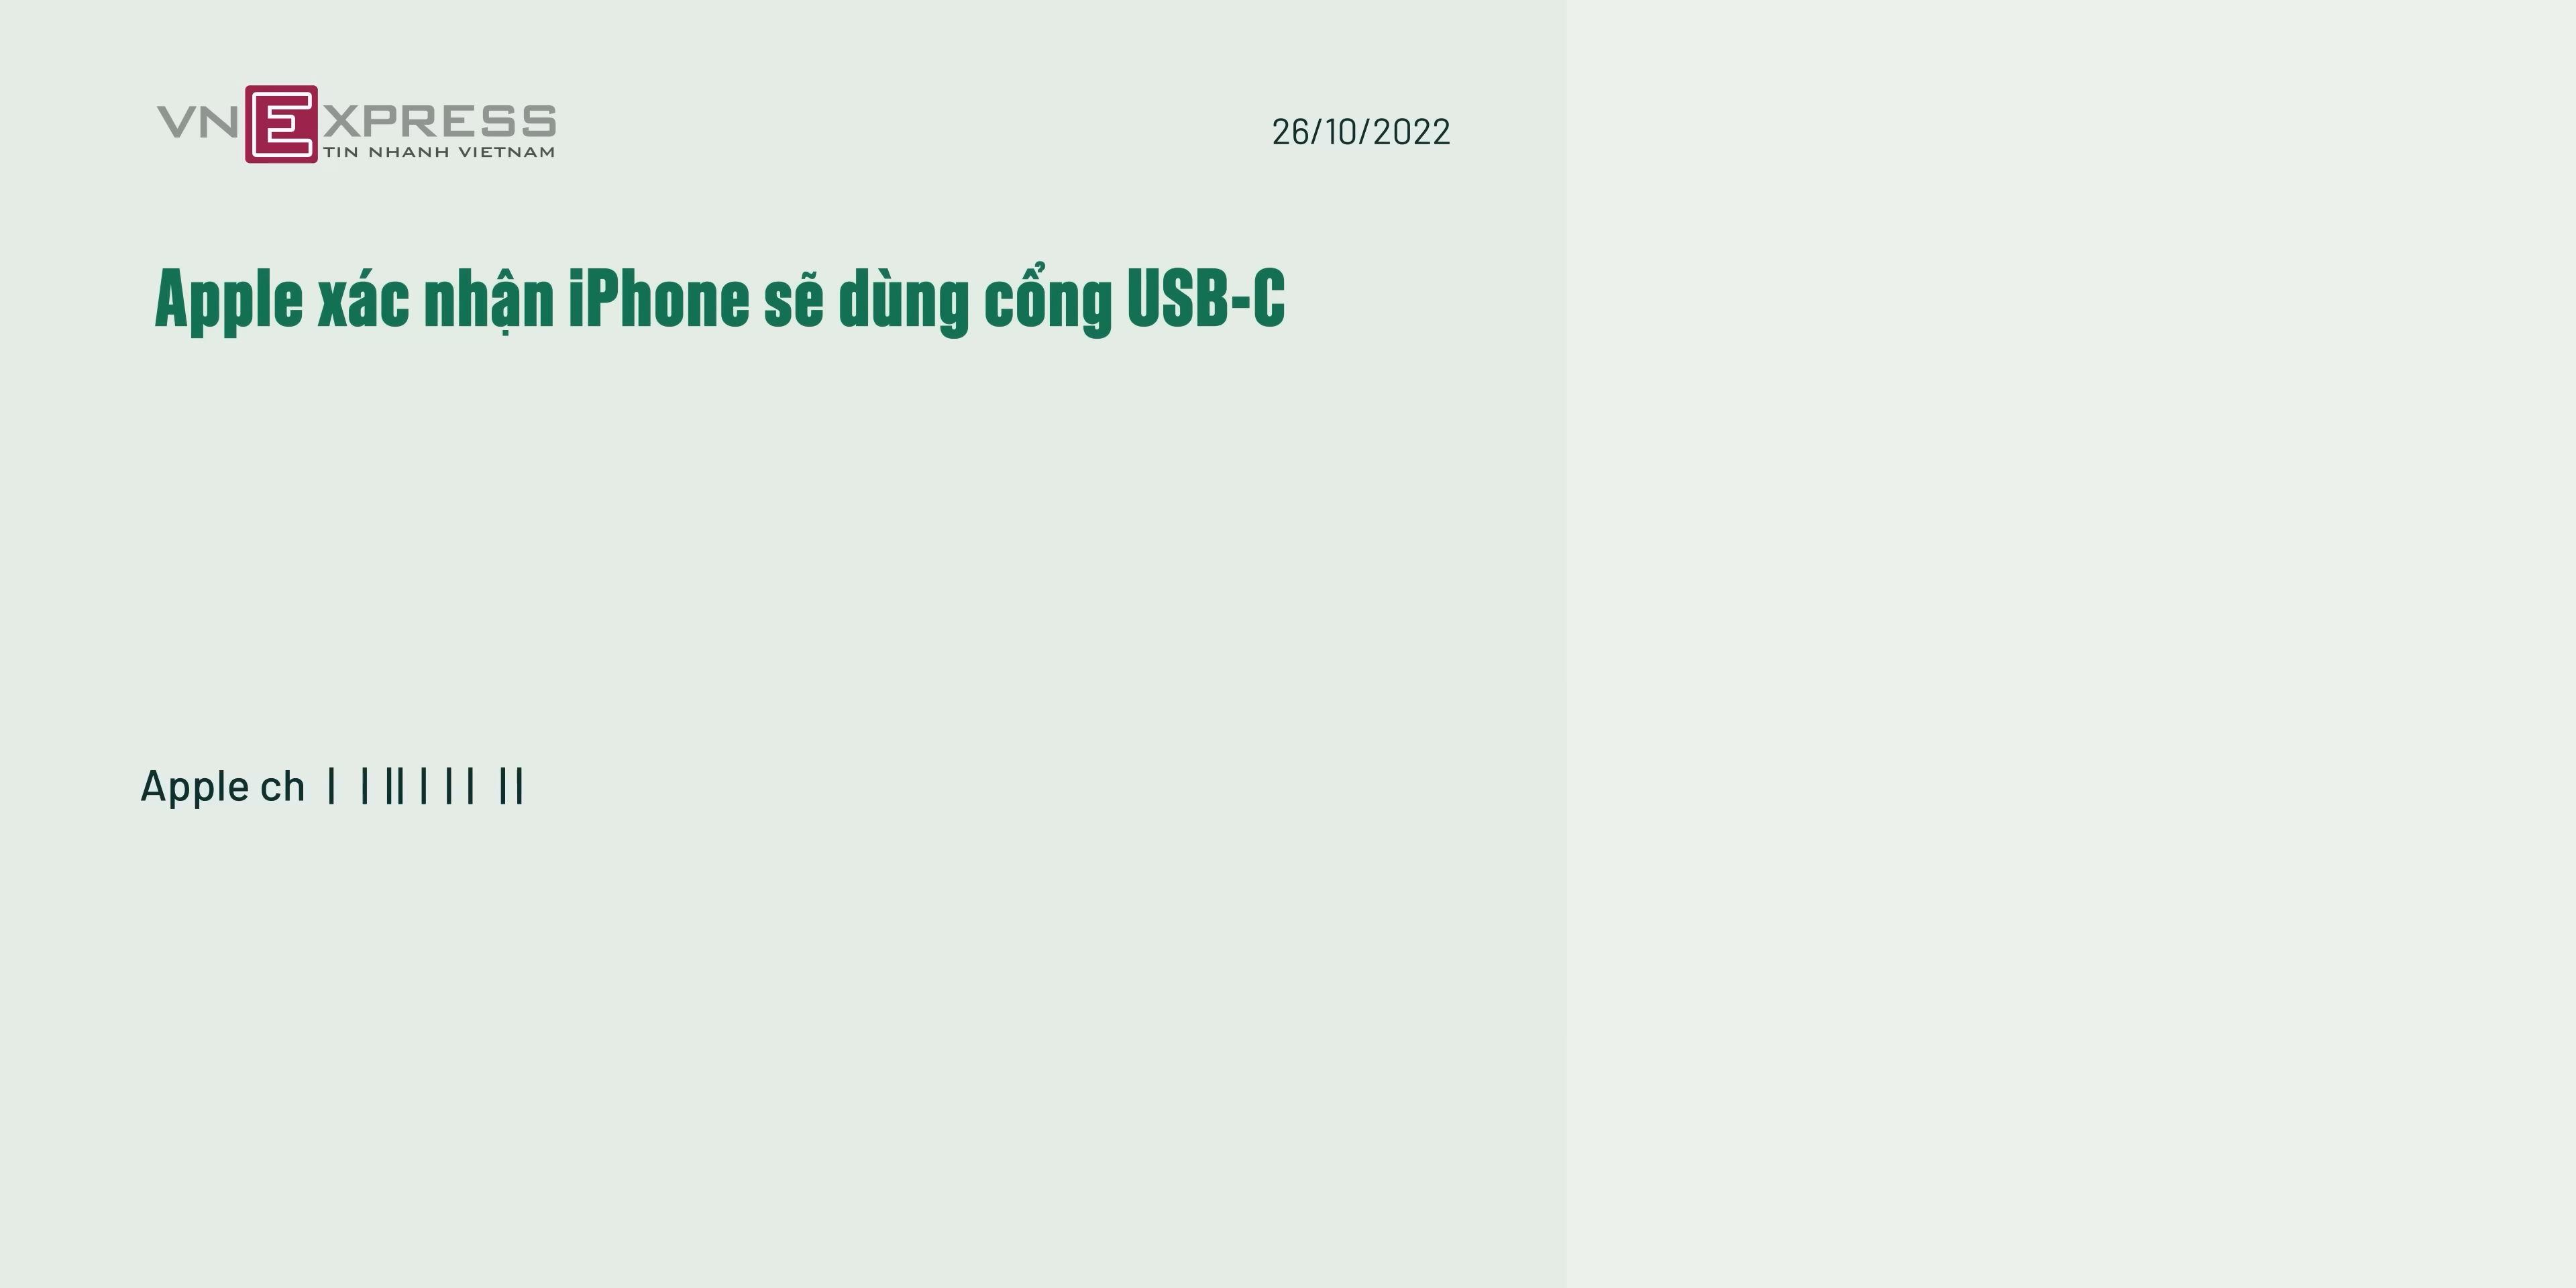 VNEXPRESS
TIN NHANH VIETNAM
26/10/2022
Apple xác nhận iPhone sẽ dùng cổng USB-C
Apple ch